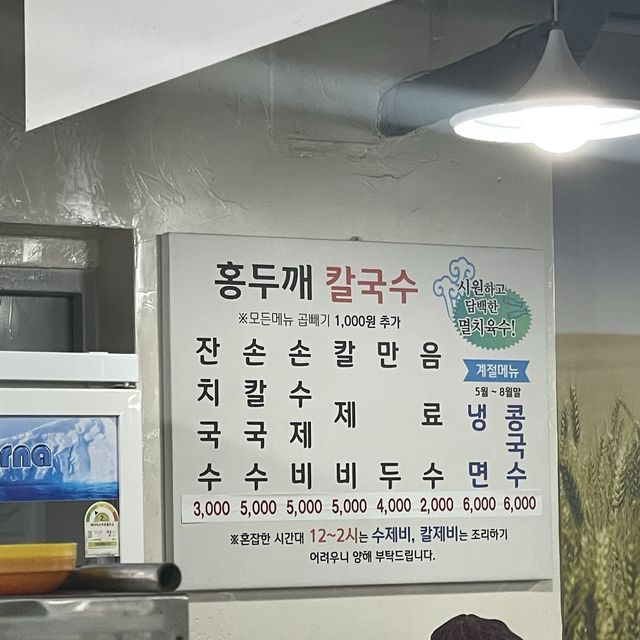 홍두깨 칼국수
시원하고
담백한
멸치육수!
※모든메뉴 곱빼기 1,000원 추가
계절메뉴
5월 ~ 8월말
잔치국수
손칼국수
손수제비
칼제비
만두
음료수
냉면
콩국수
3,000 5,000 5,000 5,000 4,000 2,000 6,000 6,000
※혼잡한 시간대 12~2시는 수제비, 칼제비는 조리하기
어려우니 양해 부탁드립니다.
rna